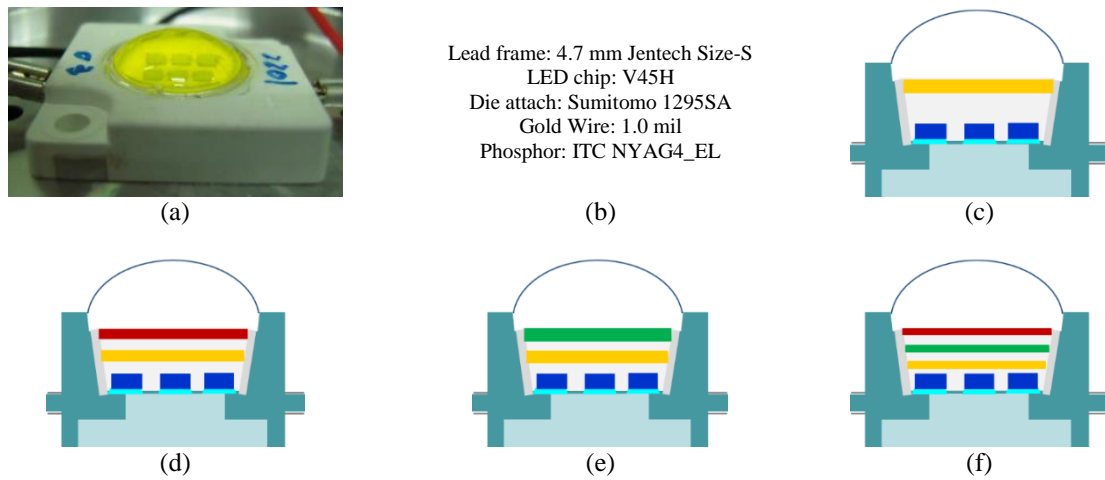 Lead frame: 4.7 mm Jentech Size-S
LED chip: V45H
Die attach: Sumitomo 1295SA
Gold Wire: 1.0 mil
Phosphor: ITC NYAG4_EL
(a)
(b)
(c)
(d)
(e)
(f)